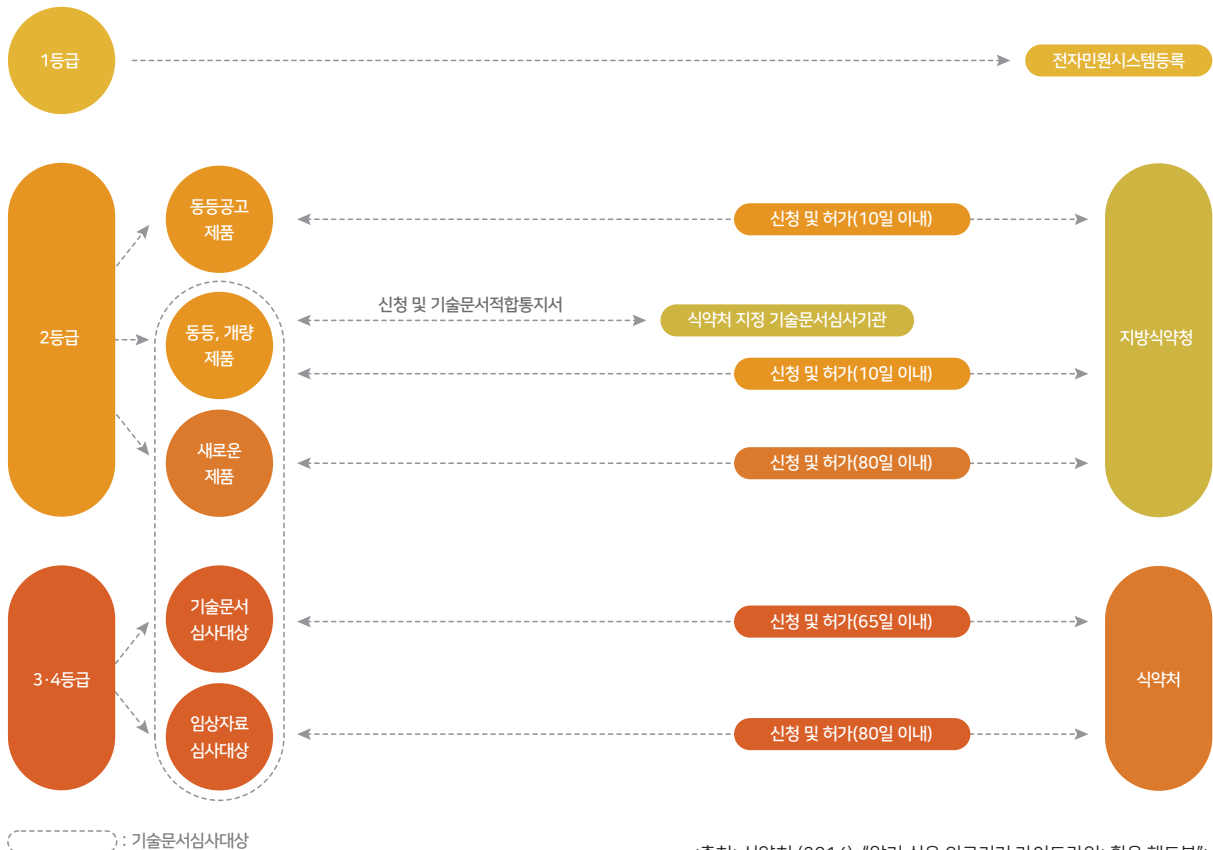 1등급
전자민원시스템등록
2등급
동등공고
제품
신청 및 허가(10일 이내)
동등, 개량
제품
신청 및 기술문서적합통지서
식약처 지정 기술문서심사기관
신청 및 허가(10일 이내)
새로운
제품
신청 및 허가(80일 이내)
지방식약청
3·4등급
기술문서
심사대상
신청 및 허가(65일 이내)
임상자료
심사대상
신청 및 허가(80일 이내)
식약처
: 기술문서심사대상